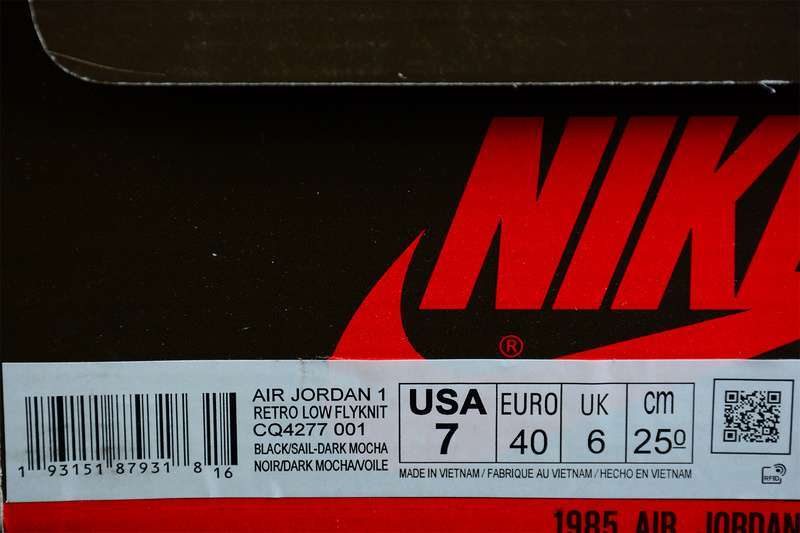 NIKE
®
AIR JORDAN 1
RETRO LOW FLYKNIT
CQ4277 001
BLACK/SAIL-DARK MOCHA
NOIR/DARK MOCHA/VOILE
1 93151 87931 8 16
USA EURO UK cm
7 40 6 25º
MADE IN VIETNAM / FABRIQUE AU VIETNAM / HECHO EN VIETNAM
RFID
1985 AIR JORDAN